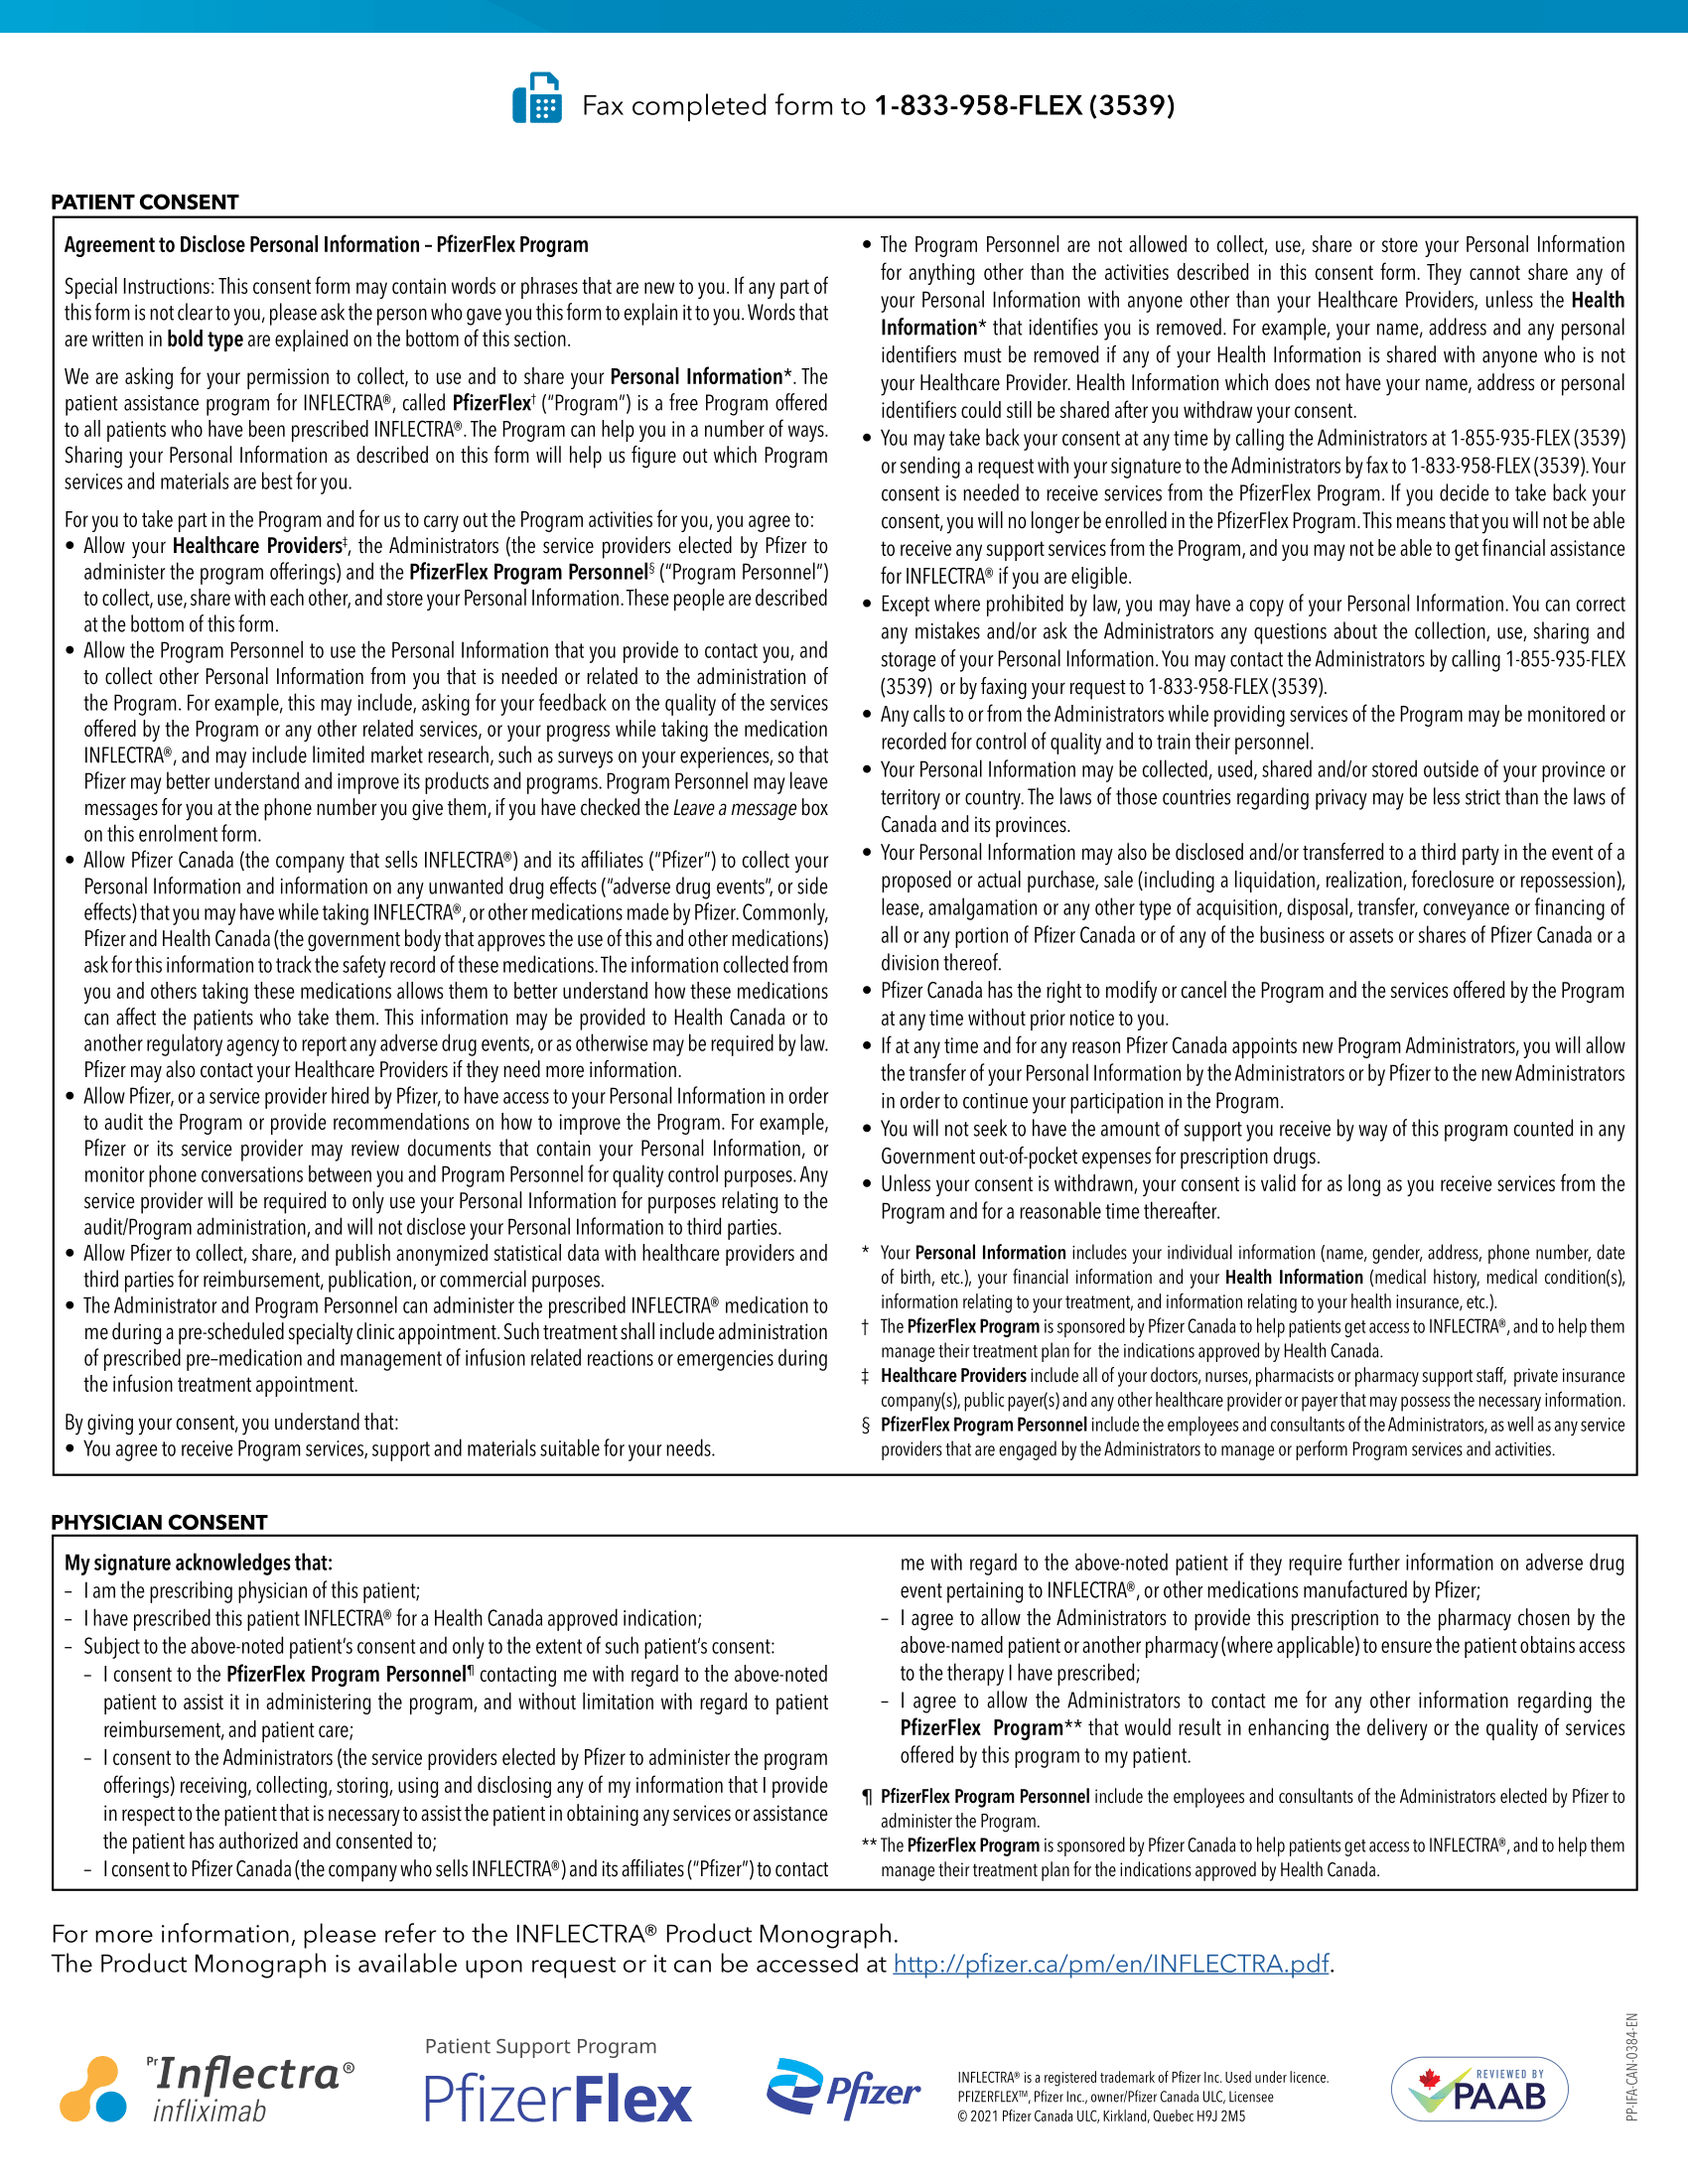 Fax completed form to 1-833-958-FLEX (3539)
PATIENT CONSENT
Agreement to Disclose Personal Information – PfizerFlex Program
Special Instructions: This consent form may contain words or phrases that are new to you. If any part of
this form is not clear to you, please ask the person who gave you this form to explain it to you. Words that
are written in bold type are explained on the bottom of this section.
We are asking for your permission to collect, to use and to share your Personal Information*. The
patient assistance program for INFLECTRA®, called PfizerFlex† (“Program”) is a free Program offered
to all patients who have been prescribed INFLECTRA®. The Program can help you in a number of ways.
Sharing your Personal Information as described on this form will help us figure out which Program
services and materials are best for you.
For you to take part in the Program and for us to carry out the Program activities for you, you agree to:
• Allow your Healthcare Providers‡, the Administrators (the service providers elected by Pfizer to
administer the program offerings) and the PfizerFlex Program Personnel§ (“Program Personnel”)
to collect, use, share with each other, and store your Personal Information. These people are described
at the bottom of this form.
• Allow the Program Personnel to use the Personal Information that you provide to contact you, and
to collect other Personal Information from you that is needed or related to the administration of
the Program. For example, this may include, asking for your feedback on the quality of the services
offered by the Program or any other related services, or your progress while taking the medication
INFLECTRA®, and may include limited market research, such as surveys on your experiences, so that
Pfizer may better understand and improve its products and programs. Program Personnel may leave
messages for you at the phone number you give them, if you have checked the Leave a message box
on this enrolment form.
• Allow Pfizer Canada (the company that sells INFLECTRA®) and its affiliates (“Pfizer”) to collect your
Personal Information and information on any unwanted drug effects (“adverse drug events”, or side
effects) that you may have while taking INFLECTRA®, or other medications made by Pfizer. Commonly,
Pfizer and Health Canada (the government body that approves the use of this and other medications)
ask for this information to track the safety record of these medications. The information collected from
you and others taking these medications allows them to better understand how these medications
can affect the patients who take them. This information may be provided to Health Canada or to
another regulatory agency to report any adverse drug events, or as otherwise may be required by law.
Pfizer may also contact your Healthcare Providers if they need more information.
• Allow Pfizer, or a service provider hired by Pfizer, to have access to your Personal Information in order
to audit the Program or provide recommendations on how to improve the Program. For example,
Pfizer or its service provider may review documents that contain your Personal Information, or
monitor phone conversations between you and Program Personnel for quality control purposes. Any
service provider will be required to only use your Personal Information for purposes relating to the
audit/Program administration, and will not disclose your Personal Information to third parties.
• Allow Pfizer to collect, share, and publish anonymized statistical data with healthcare providers and
third parties for reimbursement, publication, or commercial purposes.
• The Administrator and Program Personnel can administer the prescribed INFLECTRA® medication to
me during a pre-scheduled specialty clinic appointment. Such treatment shall include administration
of prescribed pre–medication and management of infusion related reactions or emergencies during
the infusion treatment appointment.
By giving your consent, you understand that:
• You agree to receive Program services, support and materials suitable for your needs.
• The Program Personnel are not allowed to collect, use, share or store your Personal Information
for anything other than the activities described in this consent form. They cannot share any of
your Personal Information with anyone other than your Healthcare Providers, unless the Health
Information* that identifies you is removed. For example, your name, address and any personal
identifiers must be removed if any of your Health Information is shared with anyone who is not
your Healthcare Provider. Health Information which does not have your name, address or personal
identifiers could still be shared after you withdraw your consent.
• You may take back your consent at any time by calling the Administrators at 1-855-935-FLEX (3539)
or sending a request with your signature to the Administrators by fax to 1-833-958-FLEX (3539). Your
consent is needed to receive services from the PfizerFlex Program. If you decide to take back your
consent, you will no longer be enrolled in the PfizerFlex Program. This means that you will not be able
to receive any support services from the Program, and you may not be able to get financial assistance
for INFLECTRA® if you are eligible.
• Except where prohibited by law, you may have a copy of your Personal Information. You can correct
any mistakes and/or ask the Administrators any questions about the collection, use, sharing and
storage of your Personal Information. You may contact the Administrators by calling 1-855-935-FLEX
(3539) or by faxing your request to 1-833-958-FLEX (3539).
• Any calls to or from the Administrators while providing services of the Program may be monitored or
recorded for control of quality and to train their personnel.
• Your Personal Information may be collected, used, shared and/or stored outside of your province or
territory or country. The laws of those countries regarding privacy may be less strict than the laws of
Canada and its provinces.
• Your Personal Information may also be disclosed and/or transferred to a third party in the event of a
proposed or actual purchase, sale (including a liquidation, realization, foreclosure or repossession),
lease, amalgamation or any other type of acquisition, disposal, transfer, conveyance or financing of
all or any portion of Pfizer Canada or of any of the business or assets or shares of Pfizer Canada or a
division thereof.
• Pfizer Canada has the right to modify or cancel the Program and the services offered by the Program
at any time without prior notice to you.
• If at any time and for any reason Pfizer Canada appoints new Program Administrators, you will allow
the transfer of your Personal Information by the Administrators or by Pfizer to the new Administrators
in order to continue your participation in the Program.
• You will not seek to have the amount of support you receive by way of this program counted in any
Government out-of-pocket expenses for prescription drugs.
• Unless your consent is withdrawn, your consent is valid for as long as you receive services from the
Program and for a reasonable time thereafter.
* Your Personal Information includes your individual information (name, gender, address, phone number, date
of birth, etc.), your financial information and your Health Information (medical history, medical condition(s),
information relating to your treatment, and information relating to your health insurance, etc.).
† The PfizerFlex Program is sponsored by Pfizer Canada to help patients get access to INFLECTRA®, and to help them
manage their treatment plan for the indications approved by Health Canada.
‡ Healthcare Providers include all of your doctors, nurses, pharmacists or pharmacy support staff, private insurance
company(s), public payer(s) and any other healthcare provider or payer that may possess the necessary information.
§ PfizerFlex Program Personnel include the employees and consultants of the Administrators, as well as any service
providers that are engaged by the Administrators to manage or perform Program services and activities.
PHYSICIAN CONSENT
My signature acknowledges that:
– I am the prescribing physician of this patient;
– I have prescribed this patient INFLECTRA® for a Health Canada approved indication;
– Subject to the above-noted patient’s consent and only to the extent of such patient’s consent:
– I consent to the PfizerFlex Program Personnel¶ contacting me with regard to the above-noted
patient to assist it in administering the program, and without limitation with regard to patient
reimbursement, and patient care;
– I consent to the Administrators (the service providers elected by Pfizer to administer the program
offerings) receiving, collecting, storing, using and disclosing any of my information that I provide
in respect to the patient that is necessary to assist the patient in obtaining any services or assistance
the patient has authorized and consented to;
– I consent to Pfizer Canada (the company who sells INFLECTRA®) and its affiliates (“Pfizer”) to contact
me with regard to the above-noted patient if they require further information on adverse drug
event pertaining to INFLECTRA®, or other medications manufactured by Pfizer;
– I agree to allow the Administrators to provide this prescription to the pharmacy chosen by the
above-named patient or another pharmacy (where applicable) to ensure the patient obtains access
to the therapy I have prescribed;
– I agree to allow the Administrators to contact me for any other information regarding the
PfizerFlex Program** that would result in enhancing the delivery or the quality of services
offered by this program to my patient.
¶ PfizerFlex Program Personnel include the employees and consultants of the Administrators elected by Pfizer to
administer the Program.
** The PfizerFlex Program is sponsored by Pfizer Canada to help patients get access to INFLECTRA®, and to help them
manage their treatment plan for the indications approved by Health Canada.
For more information, please refer to the INFLECTRA® Product Monograph.
The Product Monograph is available upon request or it can be accessed at http://pfizer.ca/pm/en/INFLECTRA.pdf.
Pr Inflectra®
infliximab
Patient Support Program
PfizerFlex
Pfizer
INFLECTRA® is a registered trademark of Pfizer Inc. Used under licence.
PFIZERFLEX™, Pfizer Inc., owner/Pfizer Canada ULC, Licensee
© 2021 Pfizer Canada ULC, Kirkland, Quebec H9J 2M5
REVIEWED BY
PAAB
PP-IFA-CAN-0384-EN